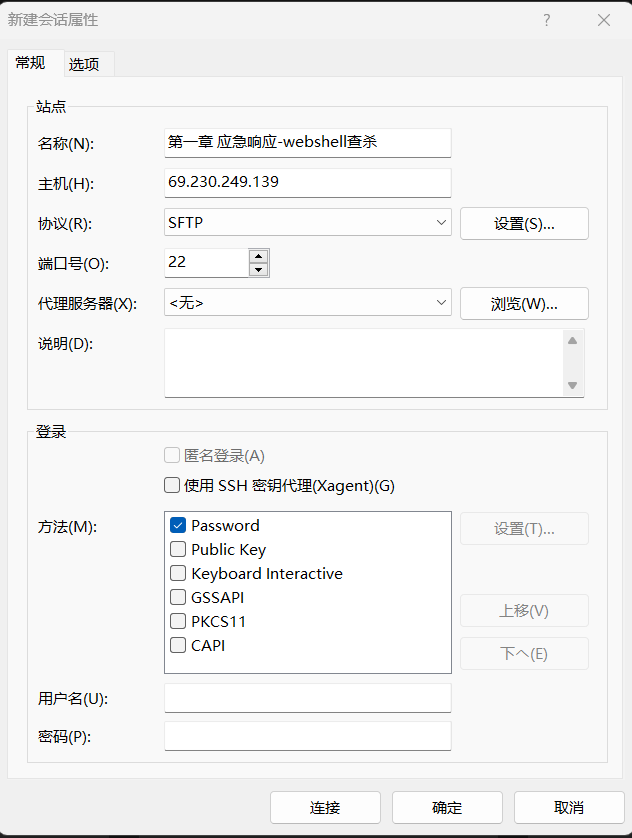 新建会话属性
?
常规 选项
站点
名称(N): 第一章 应急响应-webshell查杀
主机(H): 69.230.249.139
协议(R): SFTP 设置(S)...
端口号(O): 22
代理服务器(X): <无> 浏览(W)...
说明(D):
登录
匿名登录(A)
使用 SSH 密钥代理(Xagent)(G)
方法(M): Password 设置(T)...
Public Key
Keyboard Interactive
GSSAPI
上移(V)
PKCS11
CAPI
下へ(E)
用户名(U):
密码(P):
连接 确定 取消